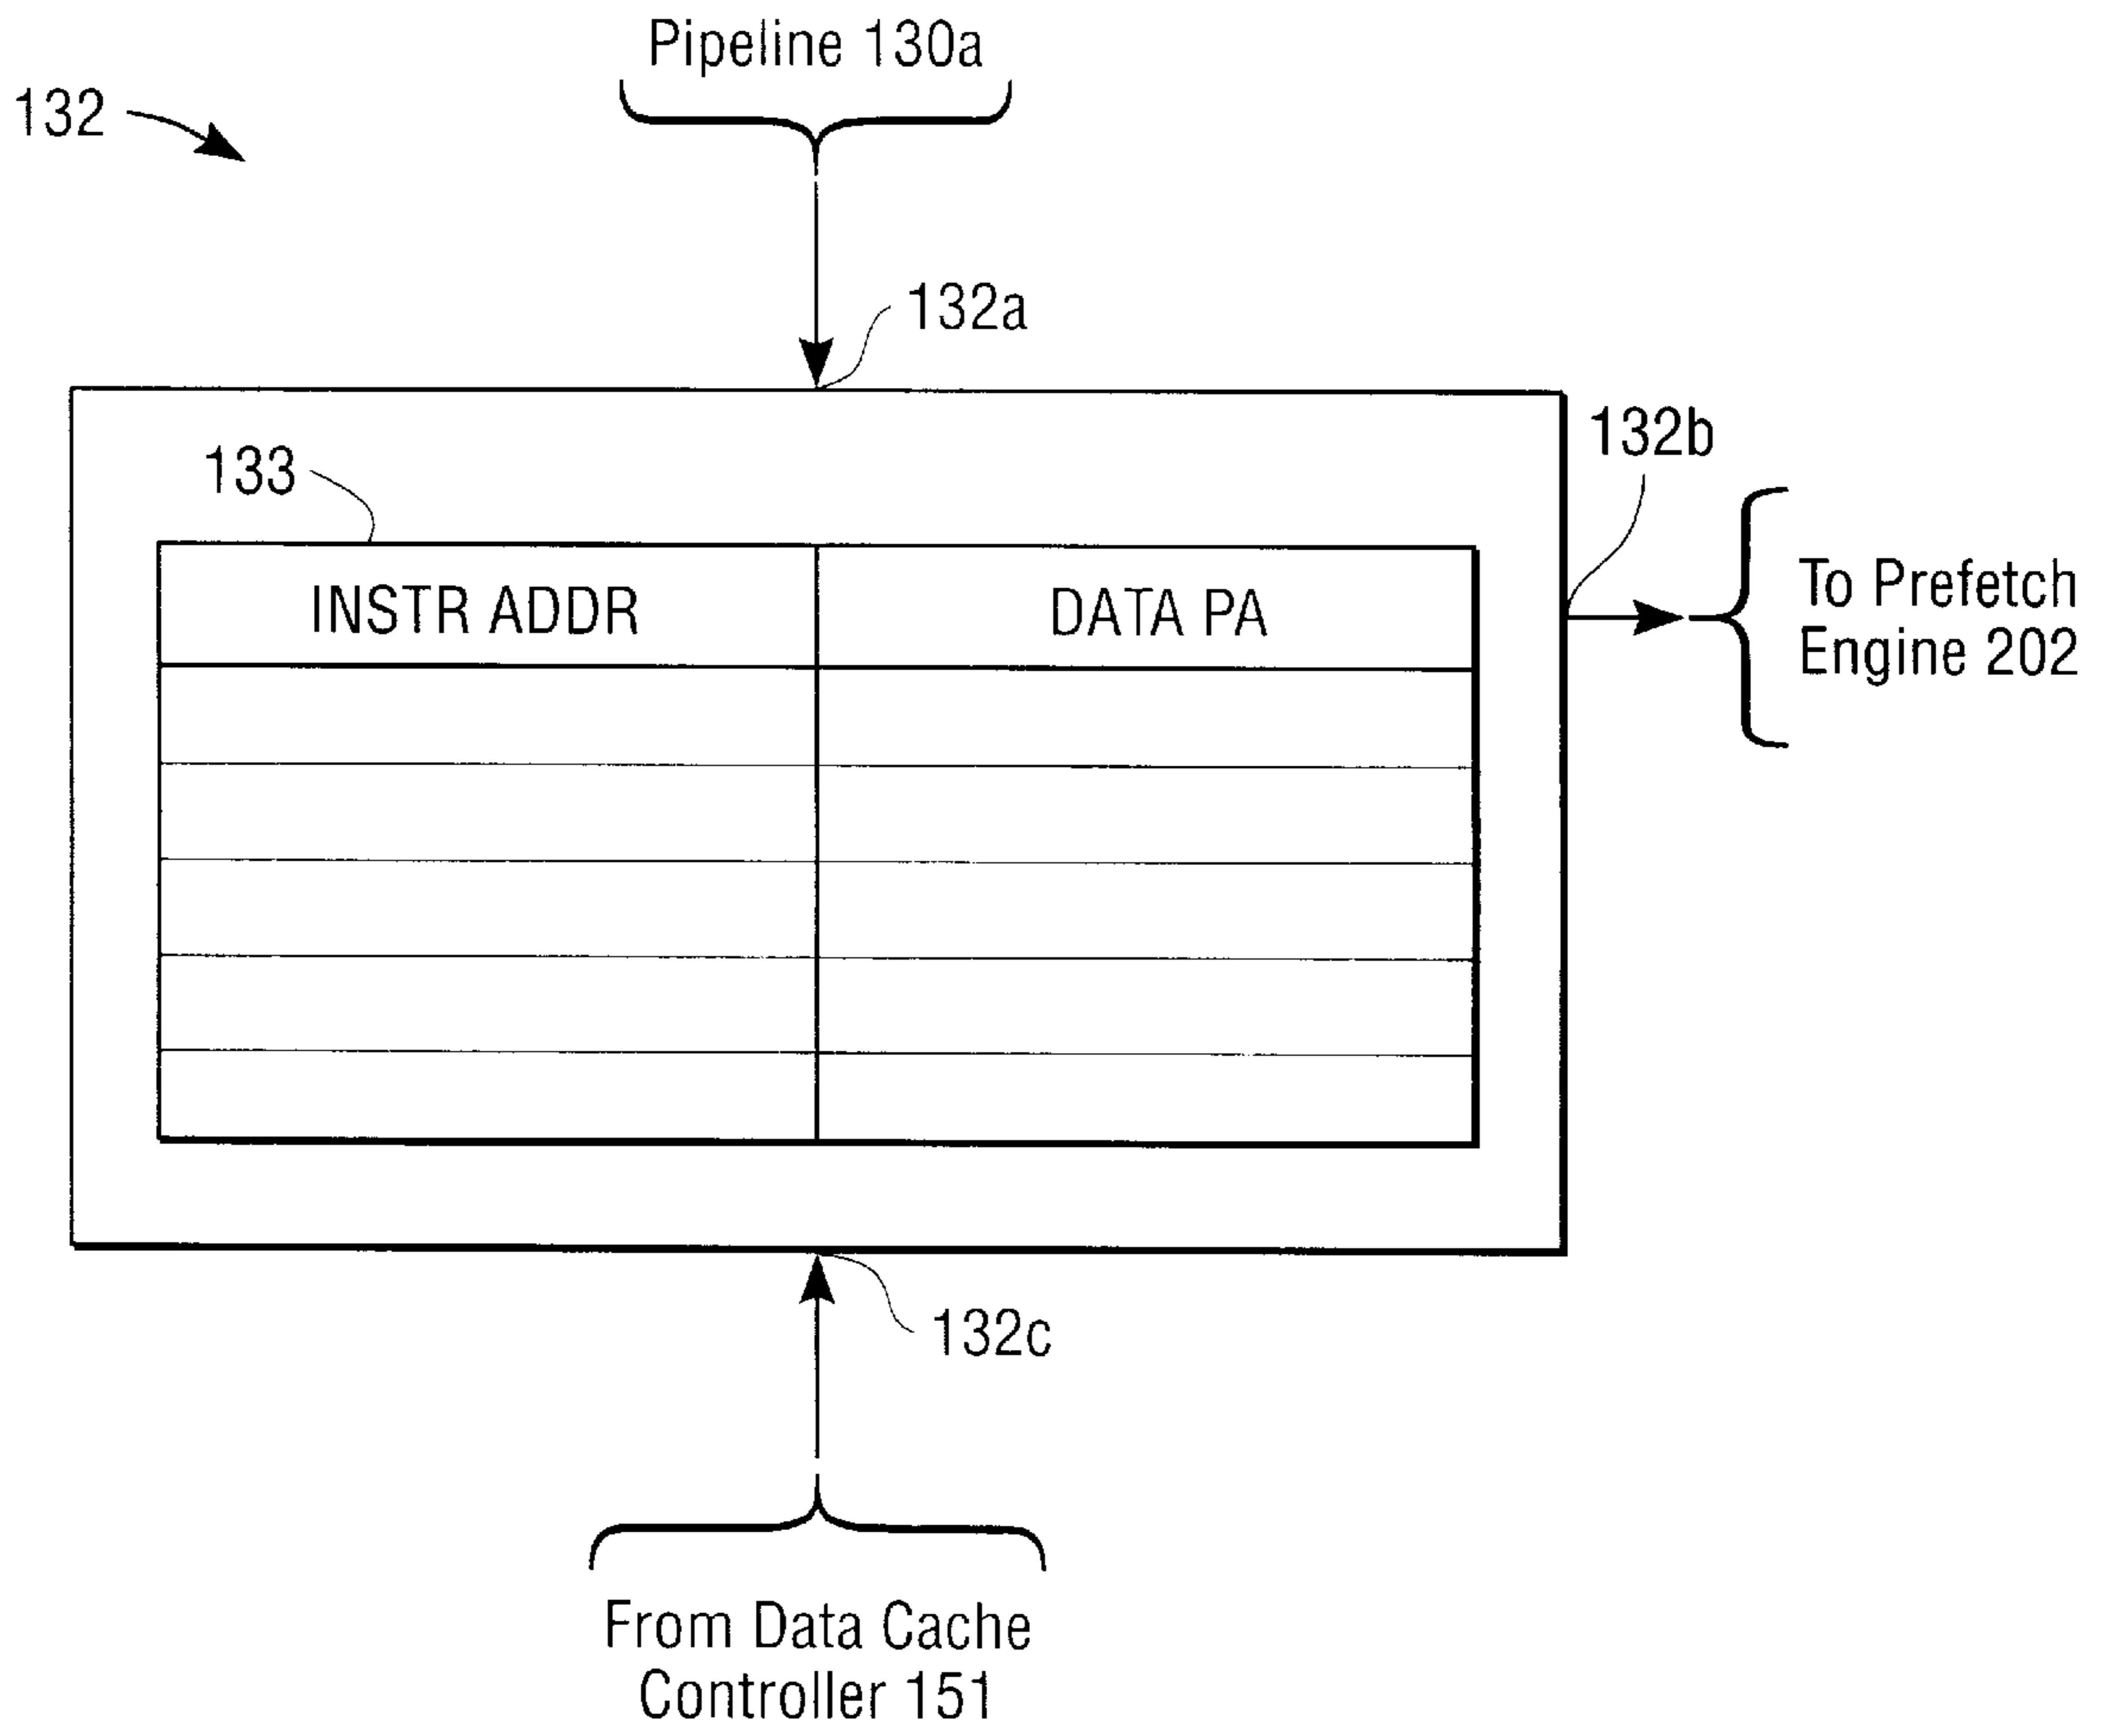 Pipeline 130a
132
132a
132b
133
To Prefetch
Engine 202
INSTR ADDR
DATA PA
132c
From Data Cache
Controller 151